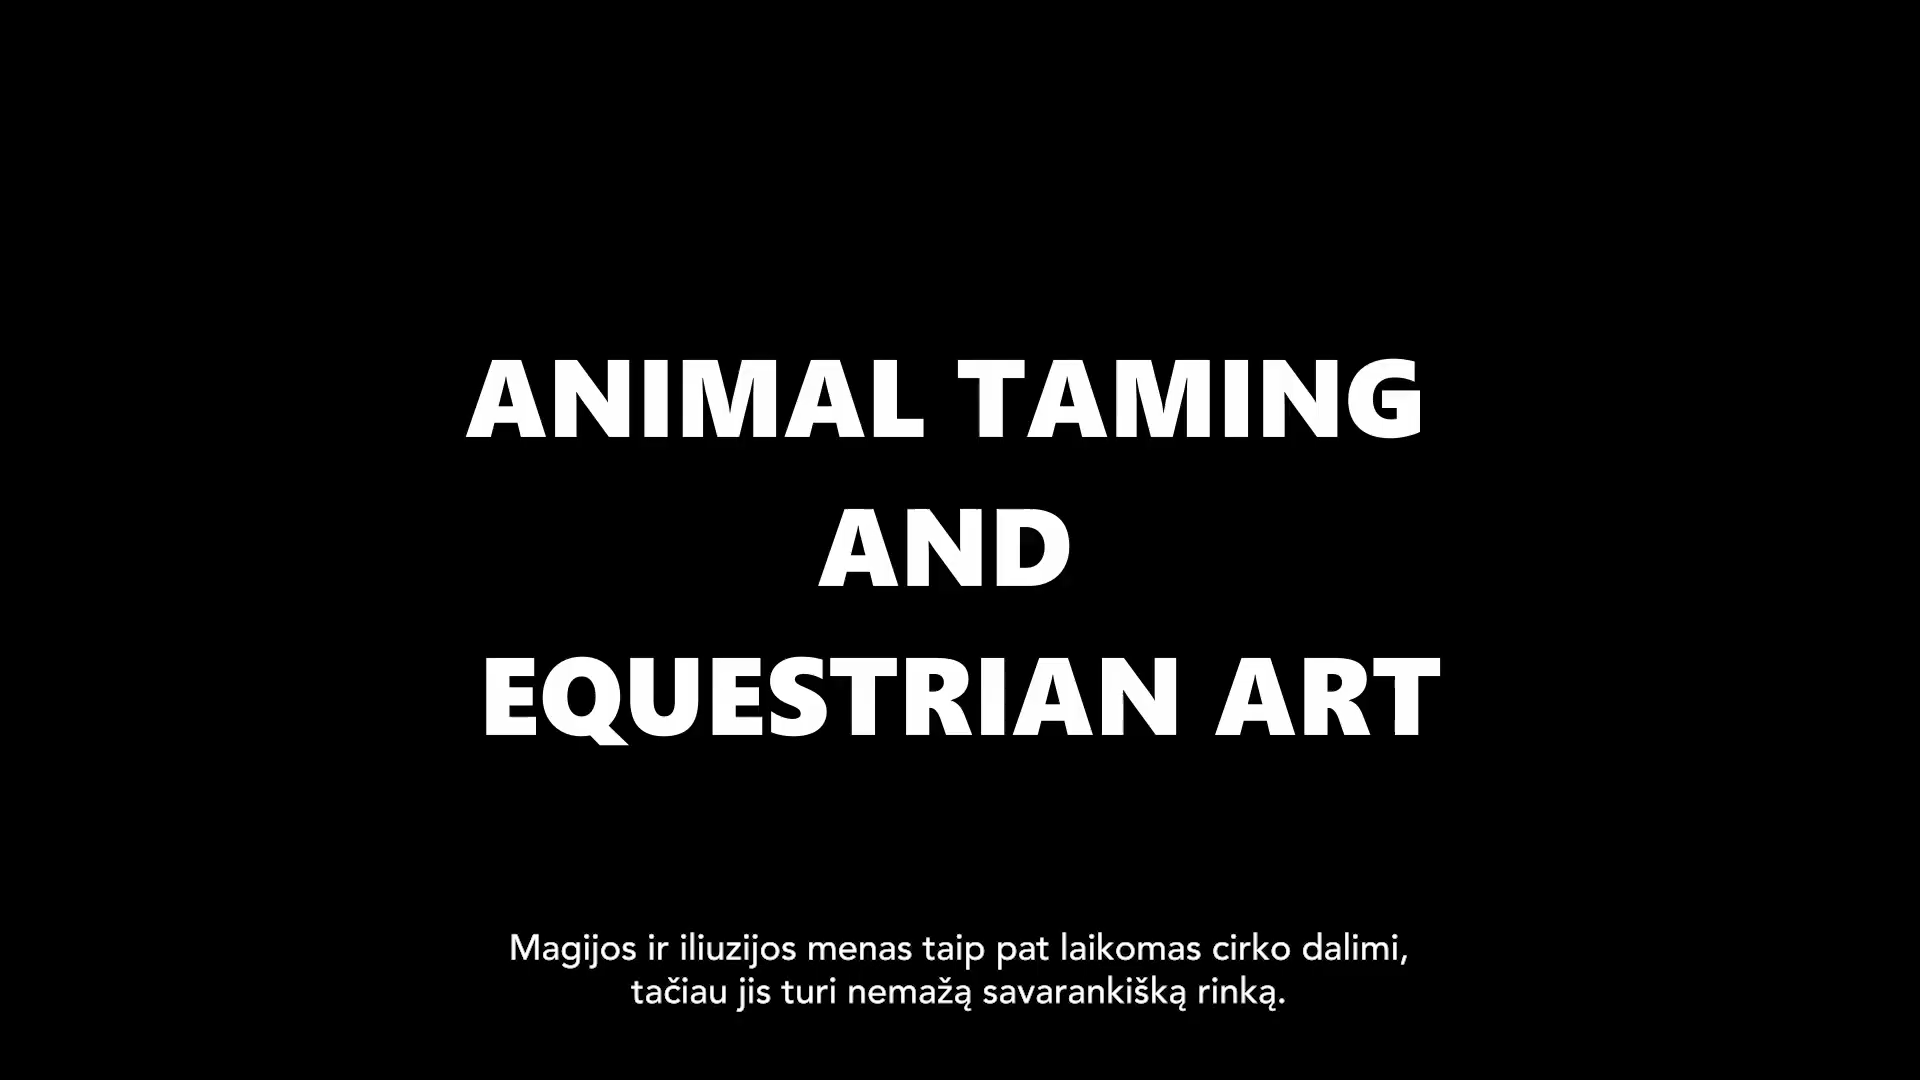 ANIMAL TAMING
AND
EQUESTRIAN ART
Magijos ir iliuzijos menas taip pat laikomas cirko dalimi,
tačiau jis turi nemažą savarankišką rinką.